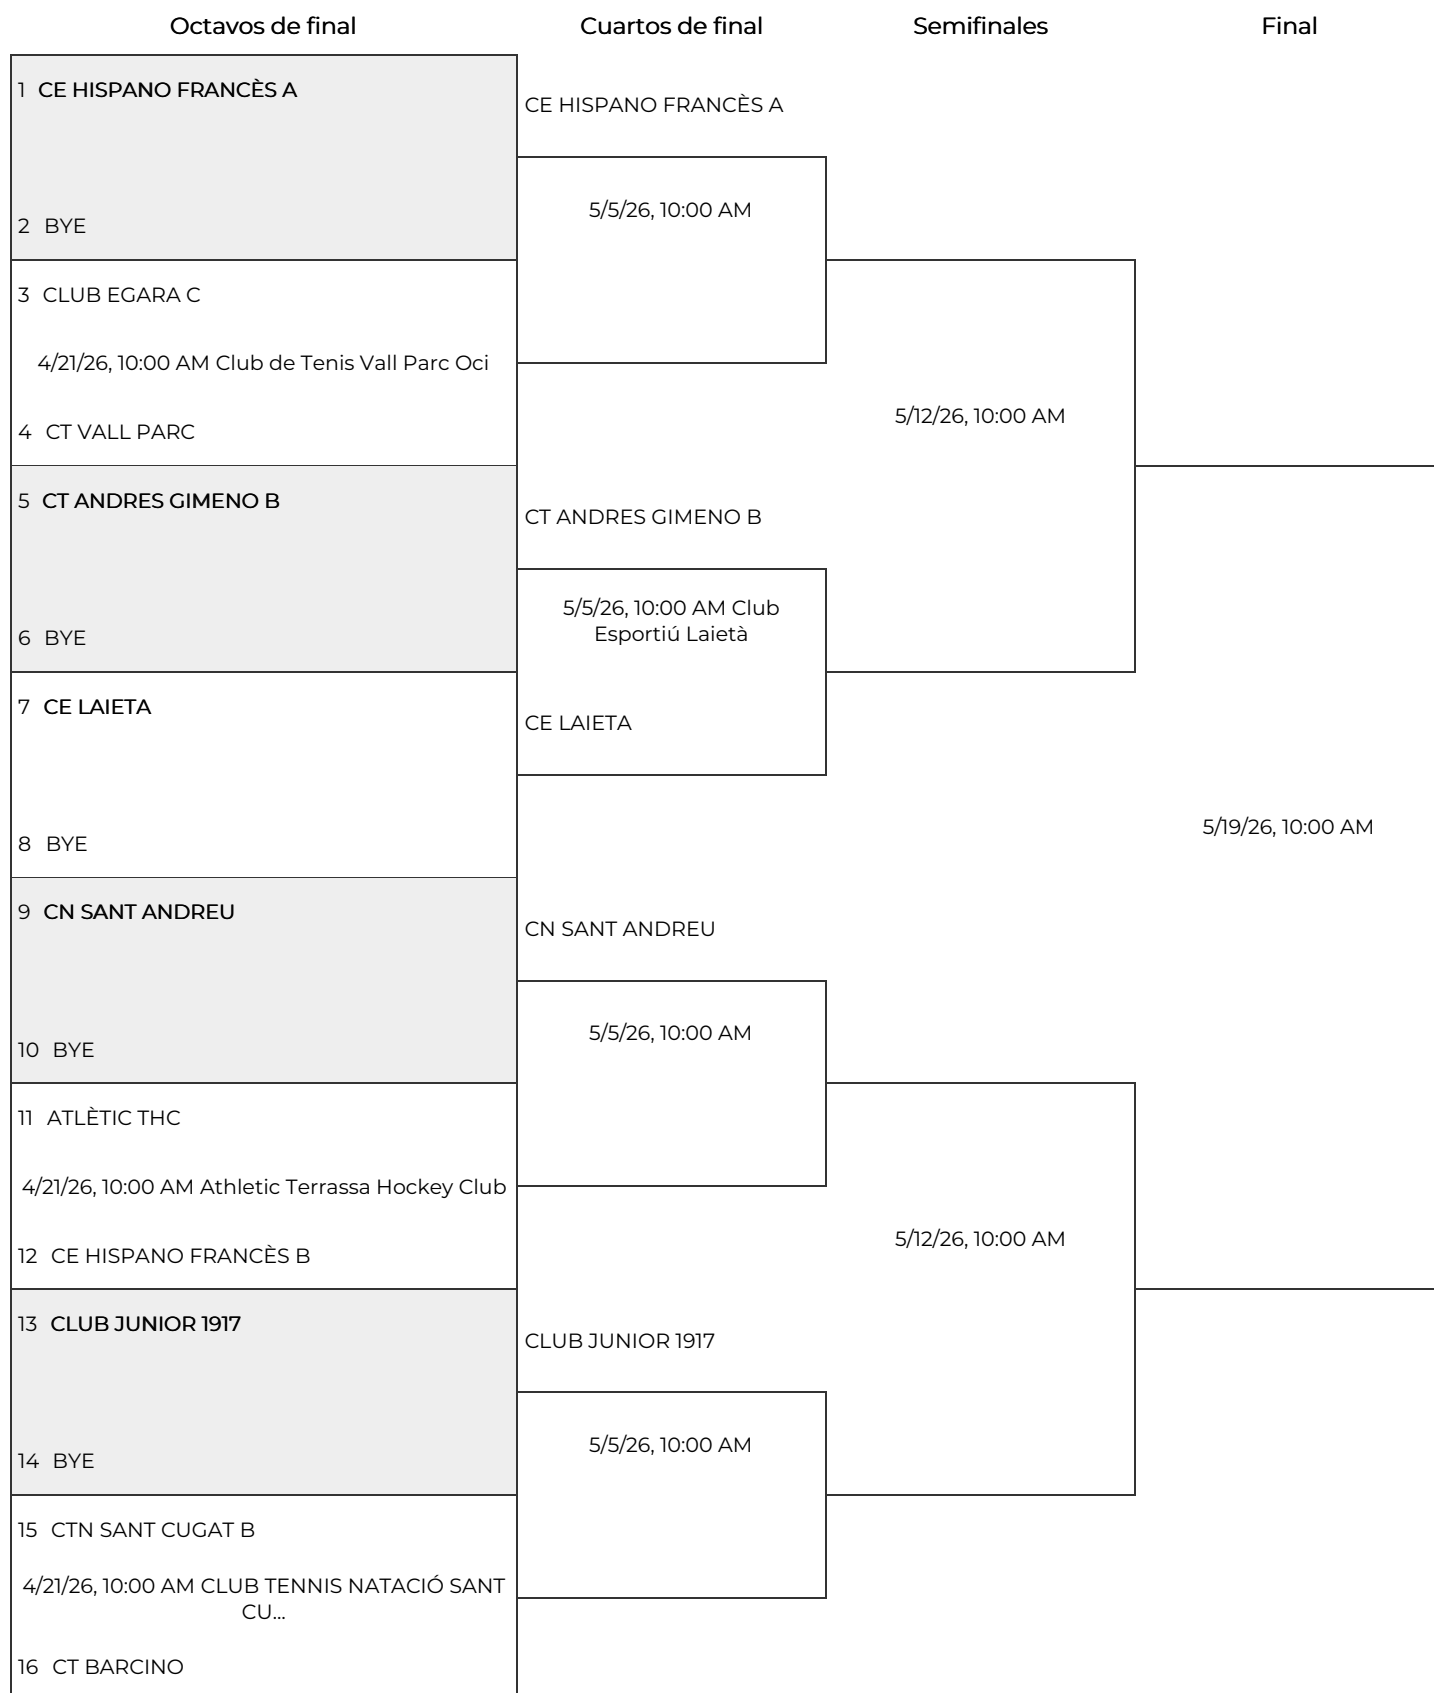 Octavos de final
Cuartos de final
Semifinales
Final
1 CE HISPANO FRANCÈS A
2 BYE
3 CLUB EGARA C
4/21/26, 10:00 AM Club de Tenis Vall Parc Oci
4 CT VALL PARC
5 CT ANDRES GIMENO B
6 BYE
7 CE LAIETA
8 BYE
9 CN SANT ANDREU
10 BYE
11 ATLÈTIC THC
4/21/26, 10:00 AM Athletic Terrassa Hockey Club
12 CE HISPANO FRANCÈS B
13 CLUB JUNIOR 1917
14 BYE
15 CTN SANT CUGAT B
4/21/26, 10:00 AM CLUB TENNIS NATACIÓ SANT
CU...
16 CT BARCINO
CE HISPANO FRANCÈS A
5/5/26, 10:00 AM
CT ANDRES GIMENO B
5/5/26, 10:00 AM Club
Esportiú Laietà
CE LAIETA
CN SANT ANDREU
5/5/26, 10:00 AM
CLUB JUNIOR 1917
5/5/26, 10:00 AM
5/12/26, 10:00 AM
5/12/26, 10:00 AM
5/19/26, 10:00 AM